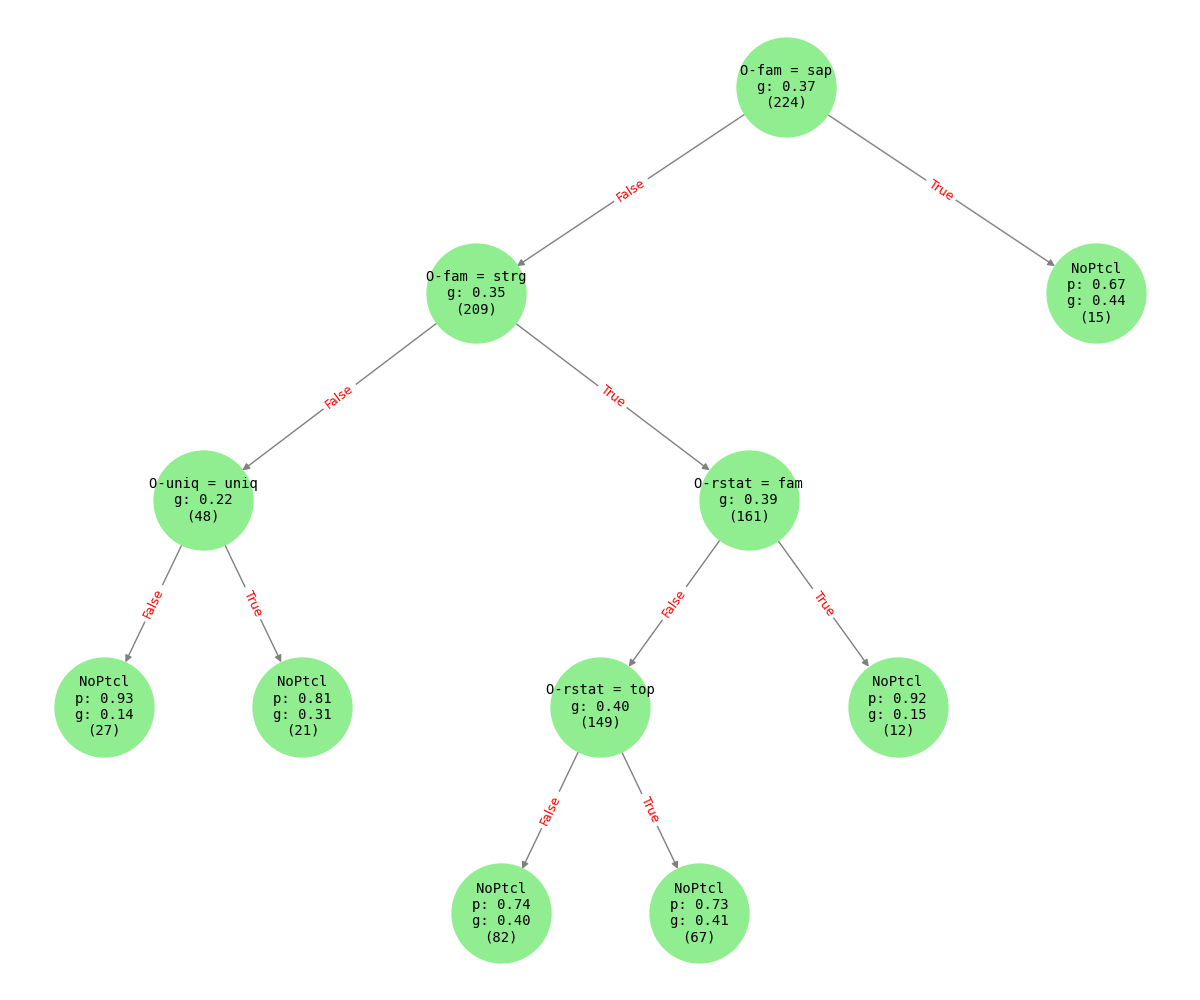 O-fam = sap
g: 0.37
(224)
False
True
O-fam = strg
g: 0.35
(209)
NoPtcl
p: 0.67
g: 0.44
(15)
False
True
O-uniq = uniq
g: 0.22
(48)
O-rstat = fam
g: 0.39
(161)
False
True
False
True
NoPtcl
p: 0.93
g: 0.14
(27)
NoPtcl
p: 0.81
g: 0.31
(21)
O-rstat = top
g: 0.40
(149)
NoPtcl
p: 0.92
g: 0.15
(12)
False
True
NoPtcl
p: 0.74
g: 0.40
(82)
NoPtcl
p: 0.73
g: 0.41
(67)